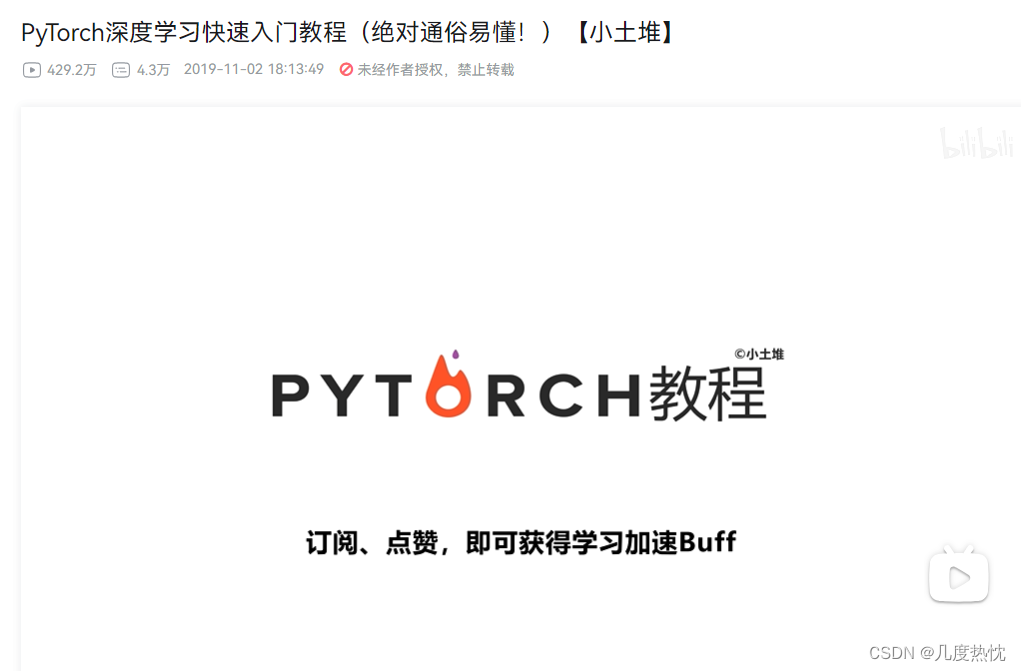 PyTorch深度学习快速入门教程（绝对通俗易懂！）【小土堆】
429.2万 4.3万 2019-11-02 18:13:49 未经作者授权，禁止转载
bilibili
©小土堆
PYTORCH教程
订阅、点赞，即可获得学习加速Buff
CSDN @几度热忱